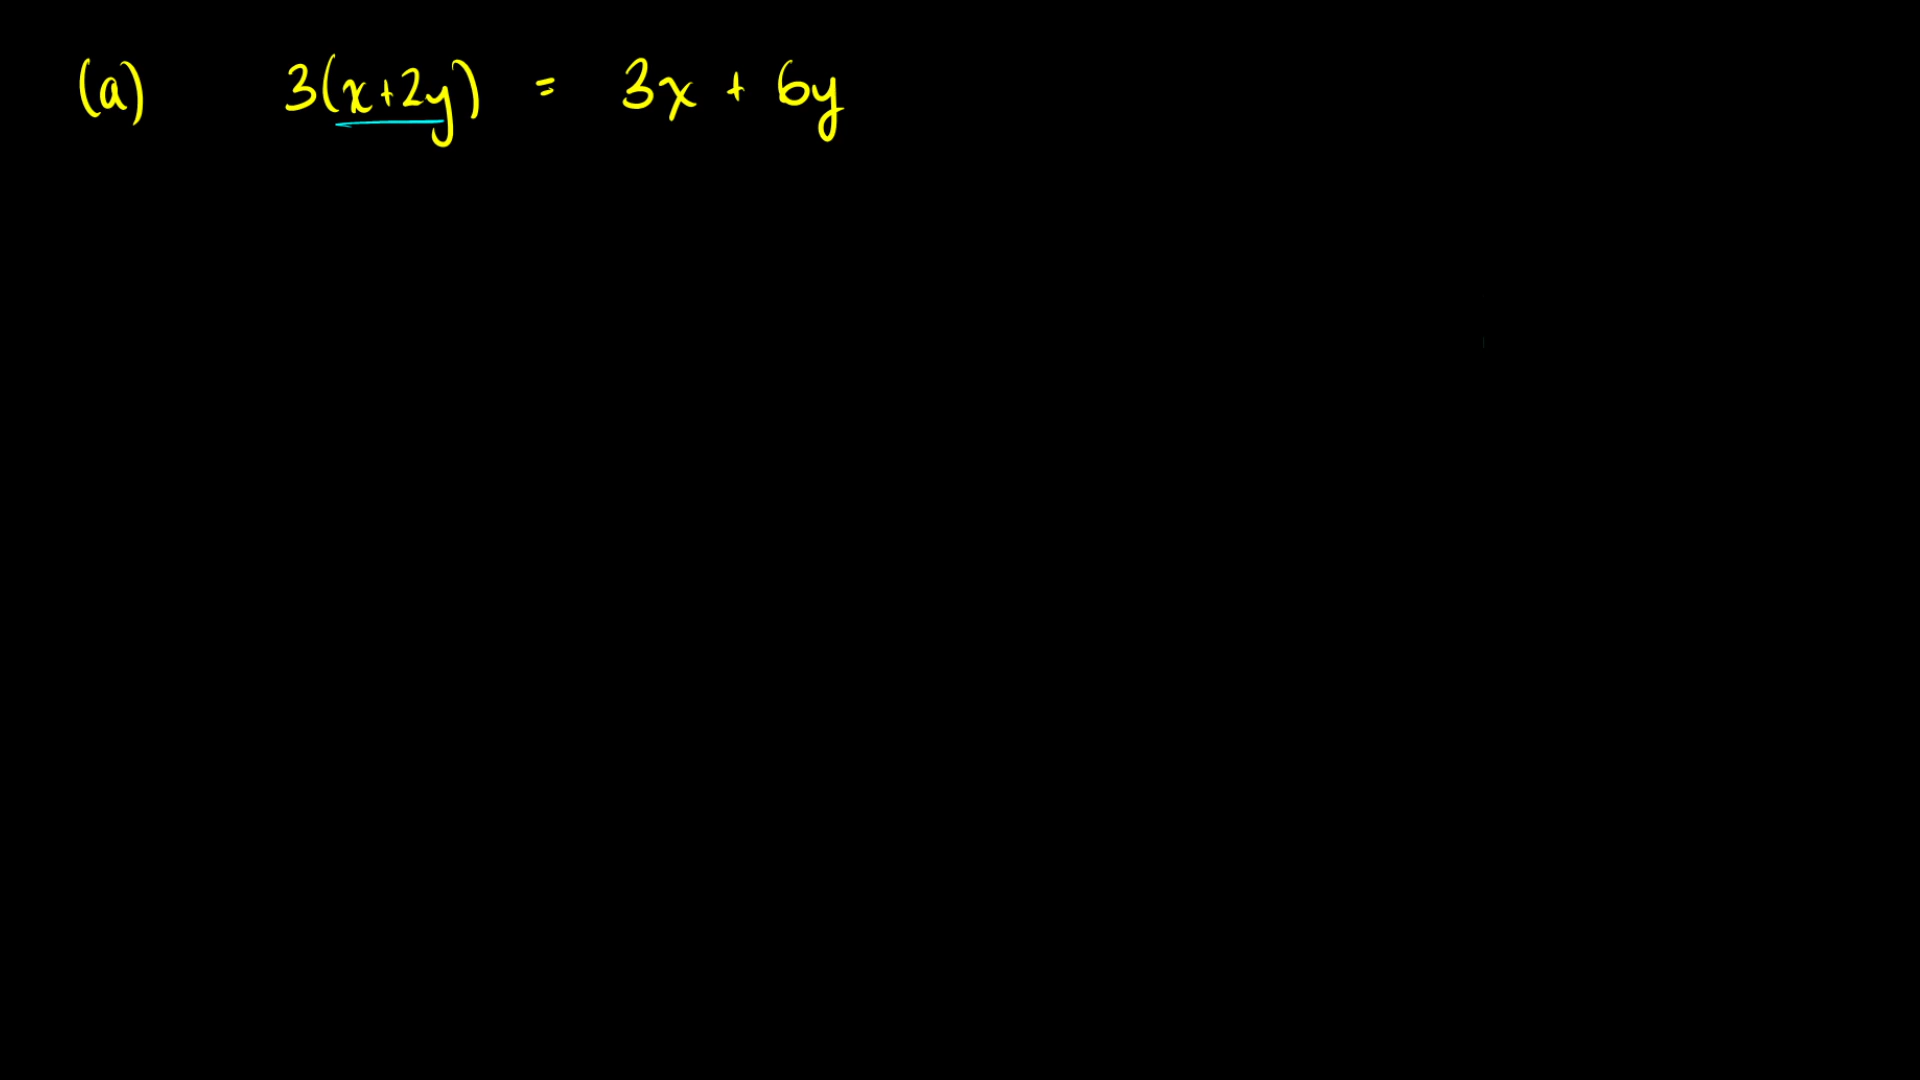 (a) 3(x+2y) = 3x + 6y